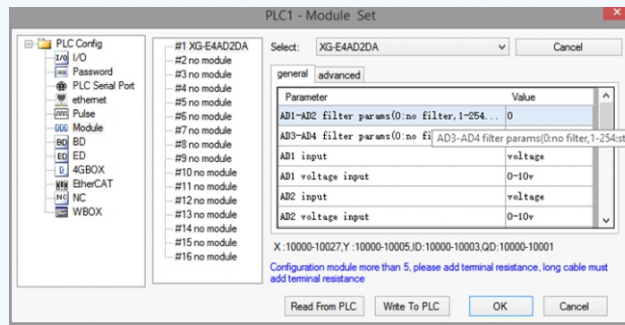 PLC1 - Module Set
PLC Config
I/O
Password
PLC Serial Port
ethernet
Pulse
Module
BD
ED
4GBOX
EtherCAT
NC
WBOX
#1 XG-E4AD2DA
#2 no module
#3 no module
#4 no module
#5 no module
#6 no module
#7 no module
#8 no module
#9 no module
#10 no module
#11 no module
#12 no module
#13 no module
#14 no module
#15 no module
#16 no module
Select: XG-E4AD2DA Cancel
general advanced
Parameter Value
AD1-AD2 filter params(0:no filter,1-254... 0
AD3-AD4 filter params(0:no fi
AD3-AD4 filter params(0:no filter,1-254:st
AD1 input voltage
AD1 voltage input 0-10v
AD2 input voltage
AD2 voltage input 0-10v
X :10000-10027,Y :10000-10005,ID:10000-10003,QD:10000-10001
Configuration module more than 5, please add terminal resistance, long cable must
add terminal resistance
Read From PLC Write To PLC OK Cancel